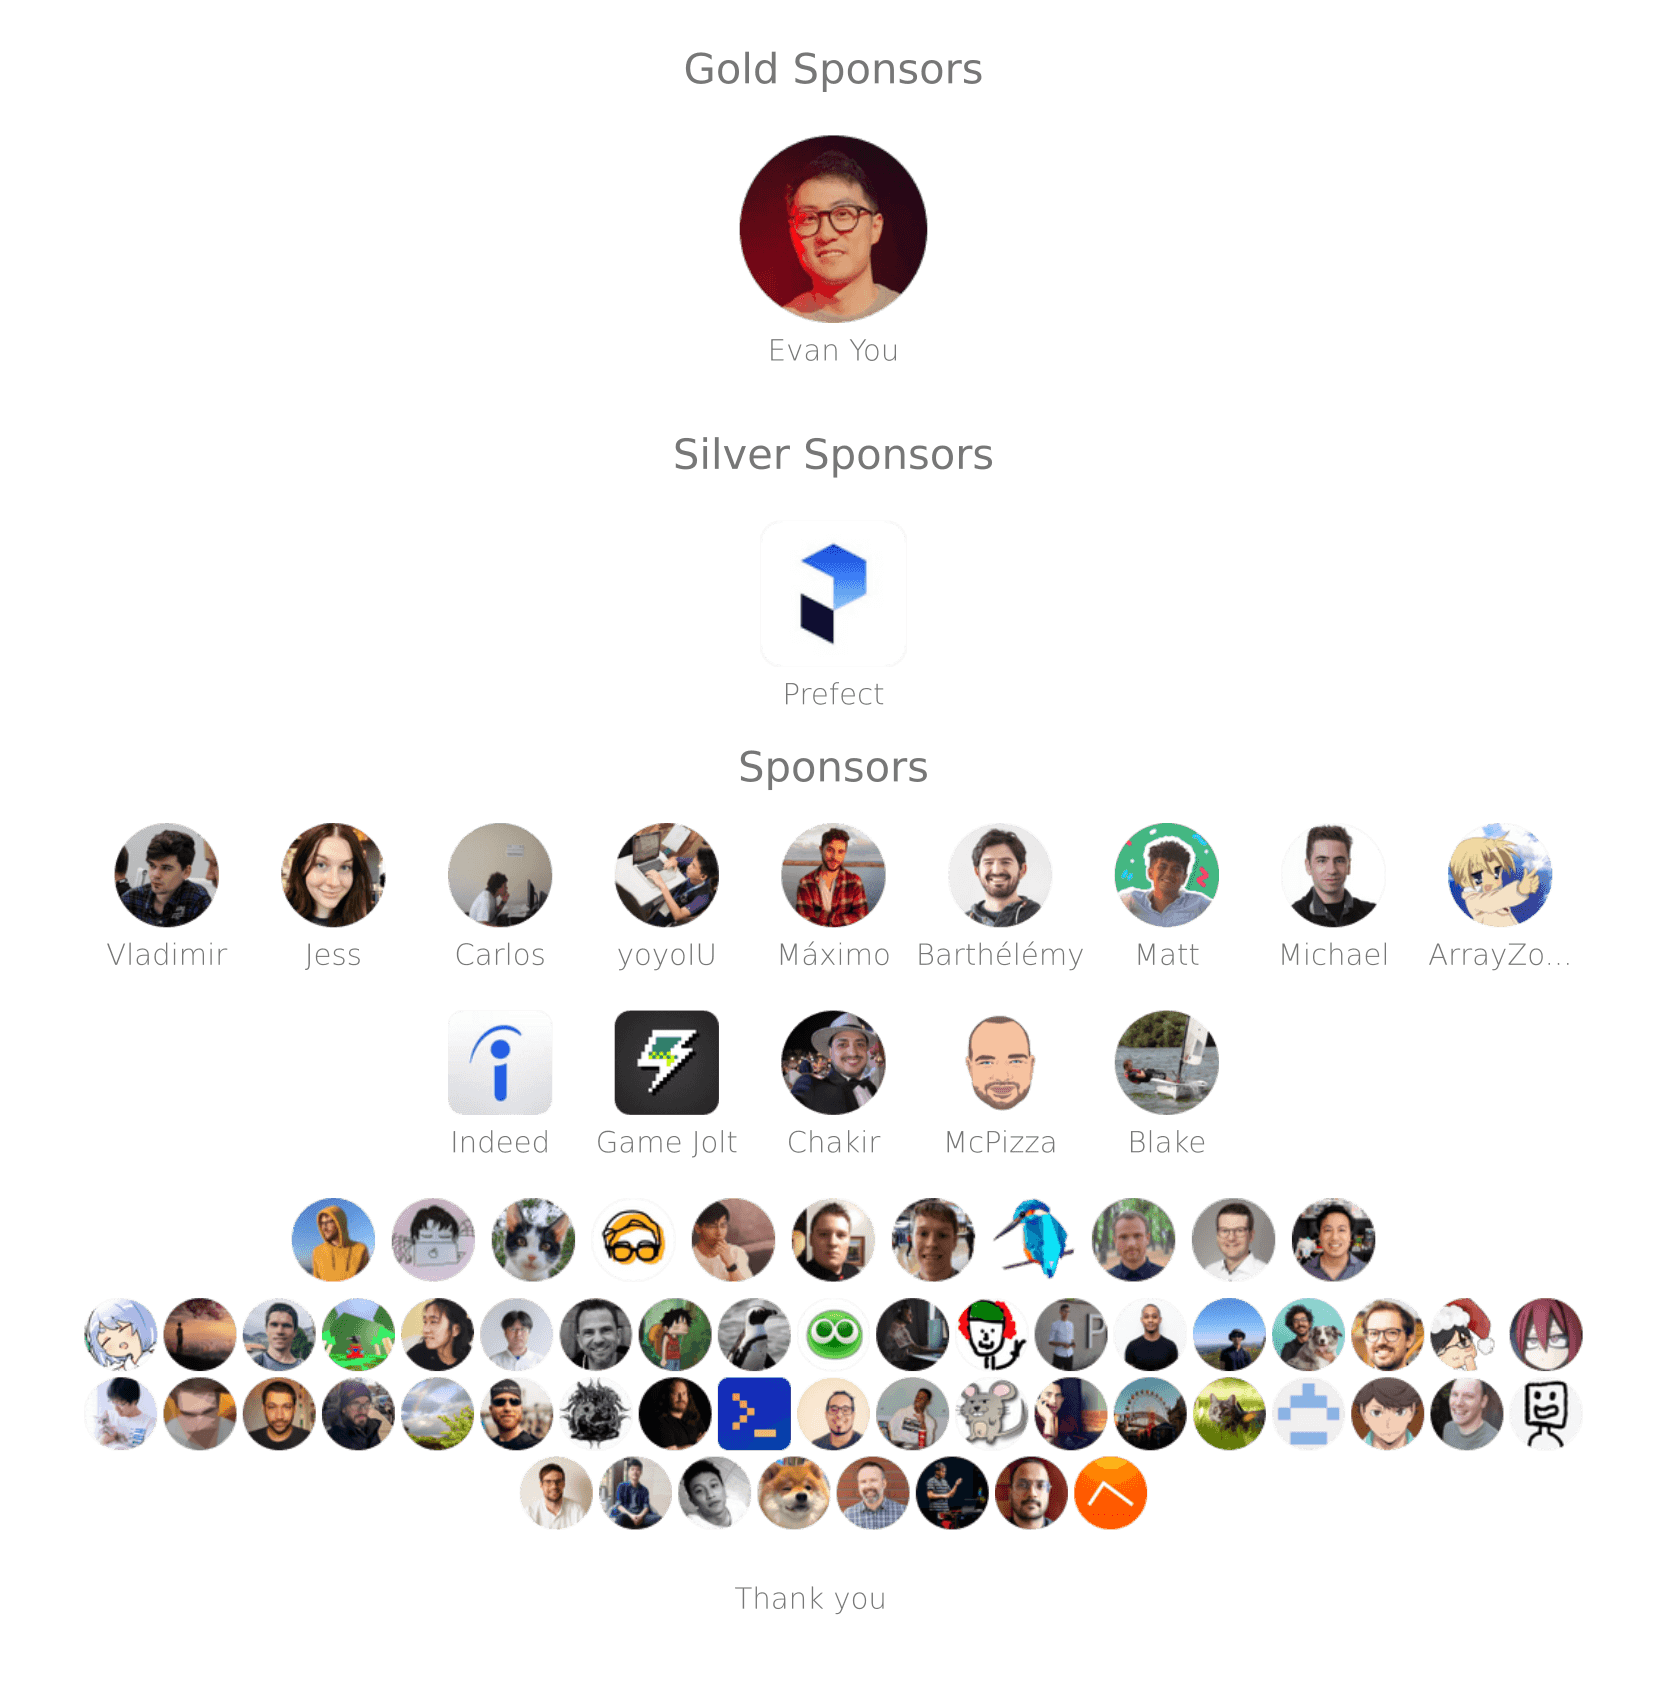 Gold Sponsors
Evan You
Silver Sponsors
Prefect
Sponsors
Vladimir Jess Carlos yoyoIU Máximo Barthélémy Matt Michael ArrayZo...
Indeed Game Jolt Chakir McPizza Blake
Thank you